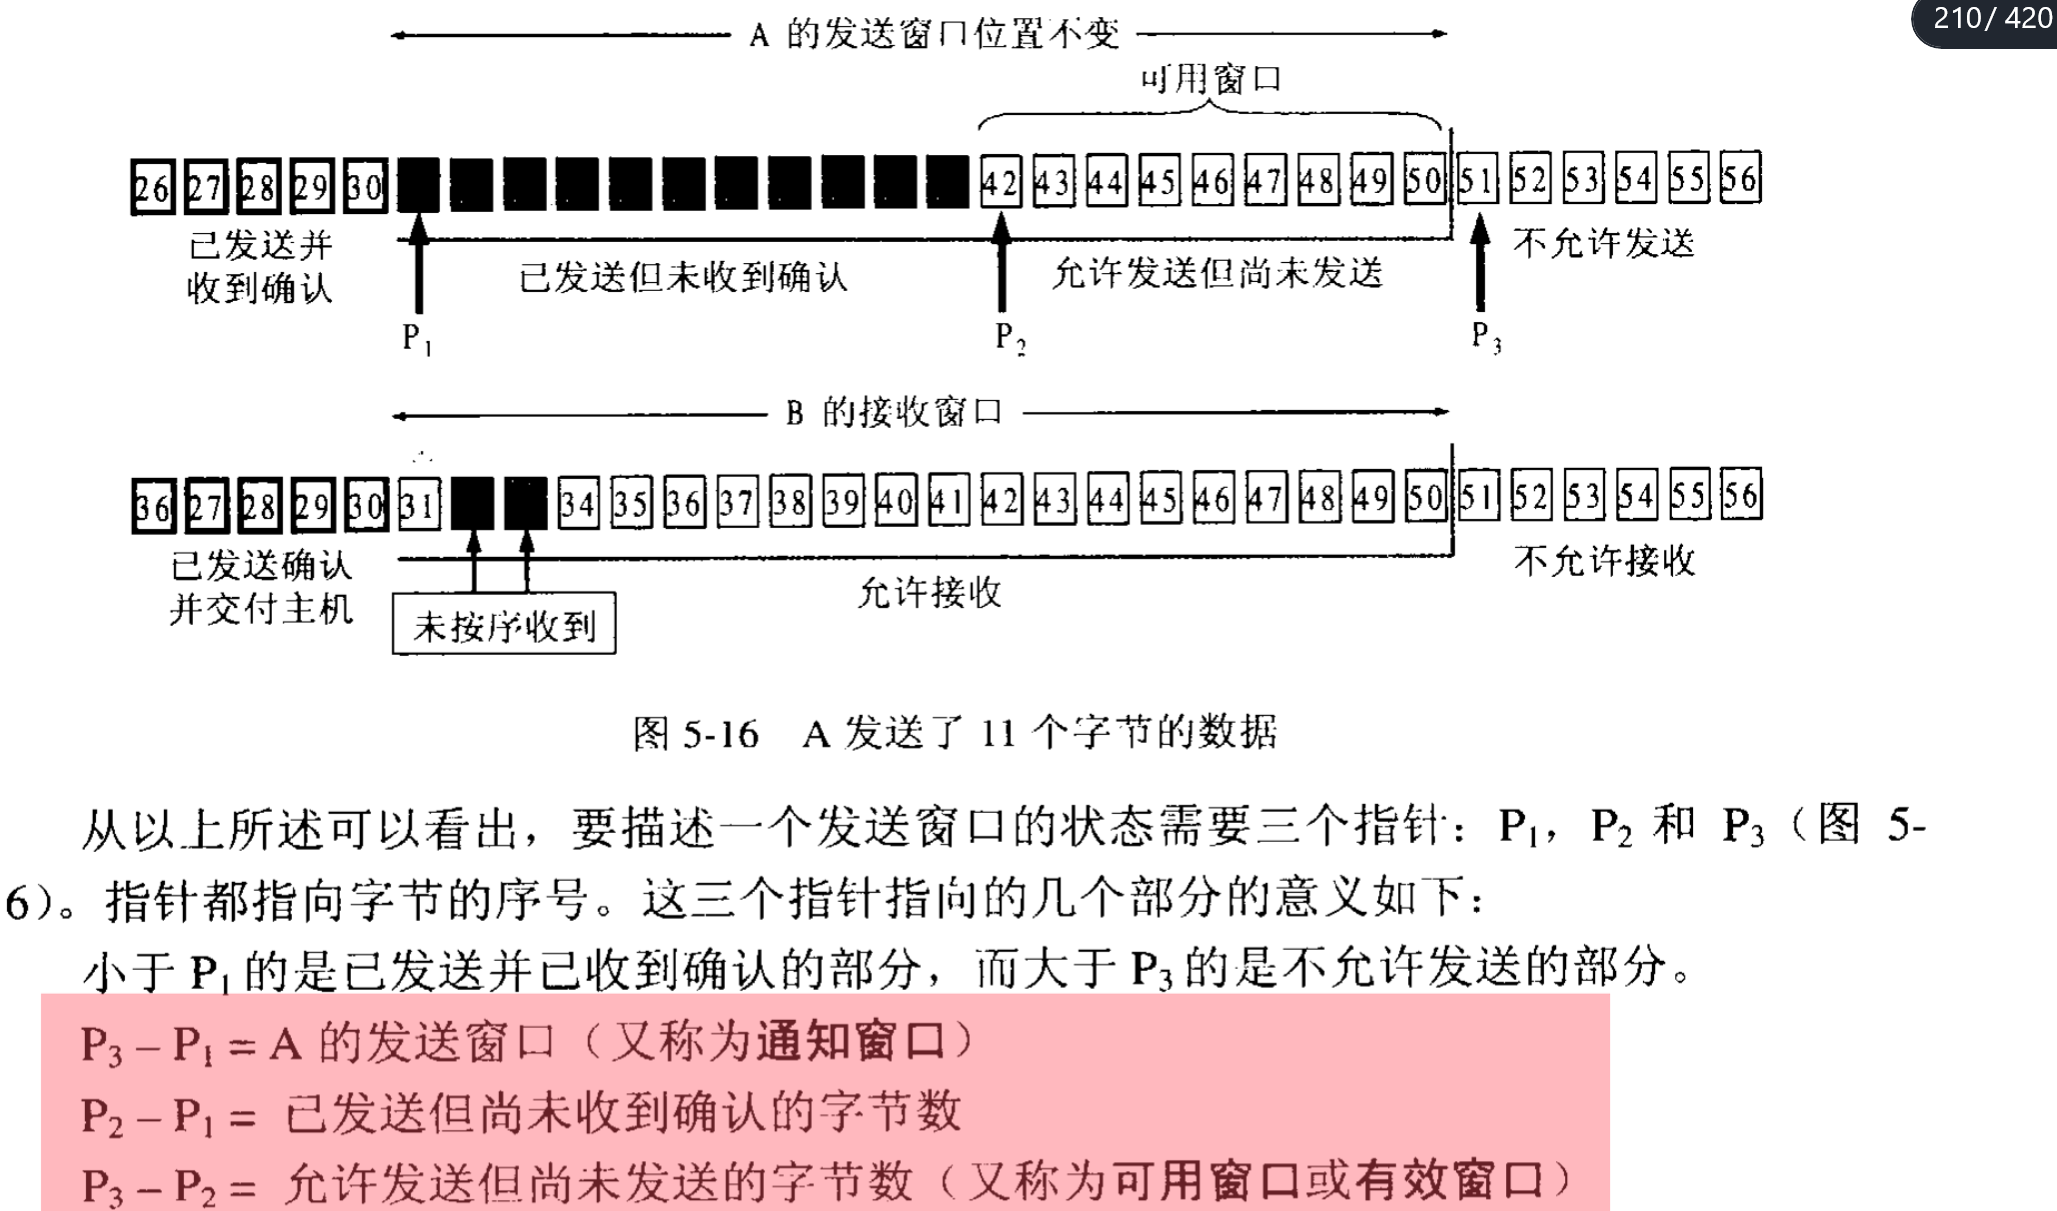 210/ 420
A 的发送窗口位置不变
可用窗口
26 27 28 29 30 42 43 44 45 46 47 48 49 50 51 52 53 54 55 56
已发送并
收到确认
已发送但未收到确认
允许发送但尚未发送
不允许发送
P1 P2 P3
B 的接收窗口
36 27 28 29 30 31 34 35 36 37 38 39 40 41 42 43 44 45 46 47 48 49 50 51 52 53 54 55 56
已发送确认
并交付主机
未按序收到
允许接收
不允许接收
图 5-16 A 发送了 11 个字节的数据
从以上所述可以看出，要描述一个发送窗口的状态需要三个指针：P1，P2 和 P3（图 5-
6）。指针都指向字节的序号。这三个指针指向的几个部分的意义如下：
小于 P1 的是已发送并已收到确认的部分，而大于 P3 的是不允许发送的部分。
P3 – P1 = A 的发送窗口（又称为通知窗口）
P2 – P1 = 已发送但尚未收到确认的字节数
P3 – P2 = 允许发送但尚未发送的字节数（又称为可用窗口或有效窗口）